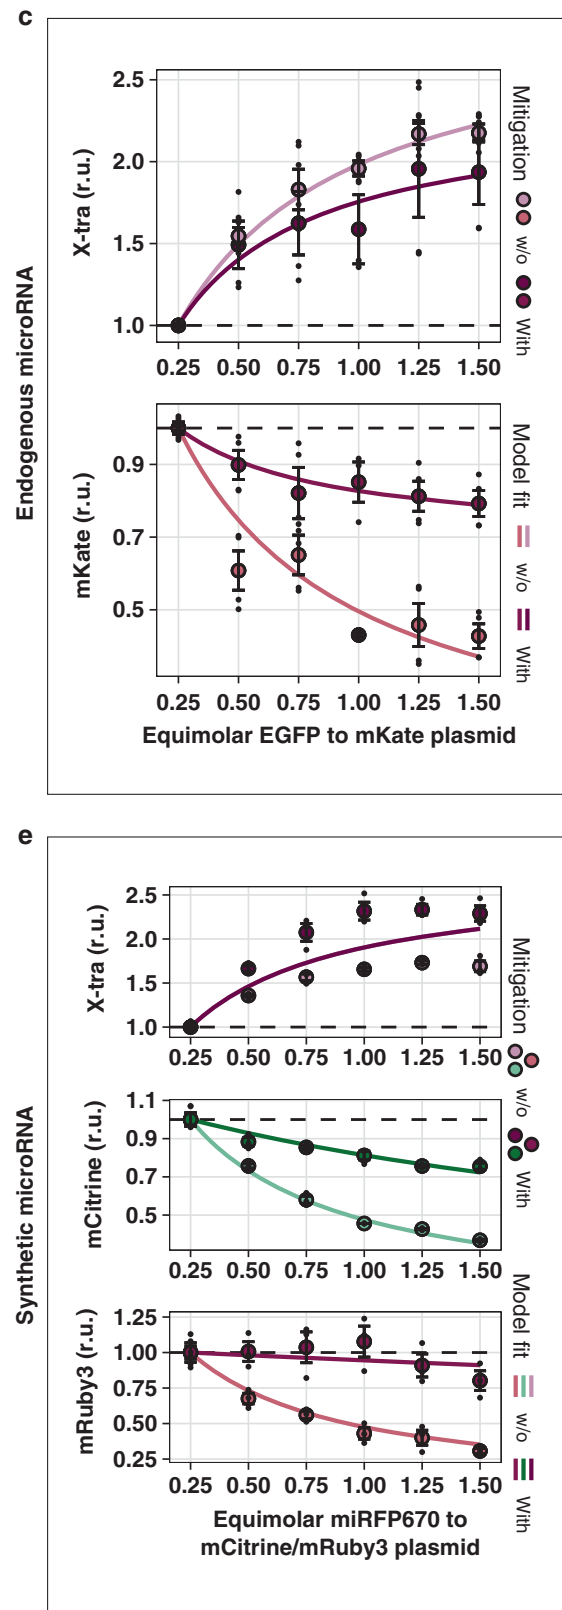 c
Endogenous microRNA
X-tra (r.u.)
2.5
2.0
1.5
1.0
0.25 0.50 0.75 1.00 1.25 1.50
Mitigation w/o With
mKate (r.u.)
0.9
0.7
0.5
0.25 0.50 0.75 1.00 1.25 1.50
Model fit w/o With
Equimolar EGFP to mKate plasmid
e
Synthetic microRNA
X-tra (r.u.)
2.5
2.0
1.5
1.0
0.25 0.50 0.75 1.00 1.25 1.50
Mitigation w/o With
mCitrine (r.u.)
1.1
0.9
0.7
0.5
0.25 0.50 0.75 1.00 1.25 1.50
mRuby3 (r.u.)
1.25
1.00
0.75
0.50
0.25
0.25 0.50 0.75 1.00 1.25 1.50
Model fit w/o With
Equimolar miRFP670 to
mCitrine/mRuby3 plasmid